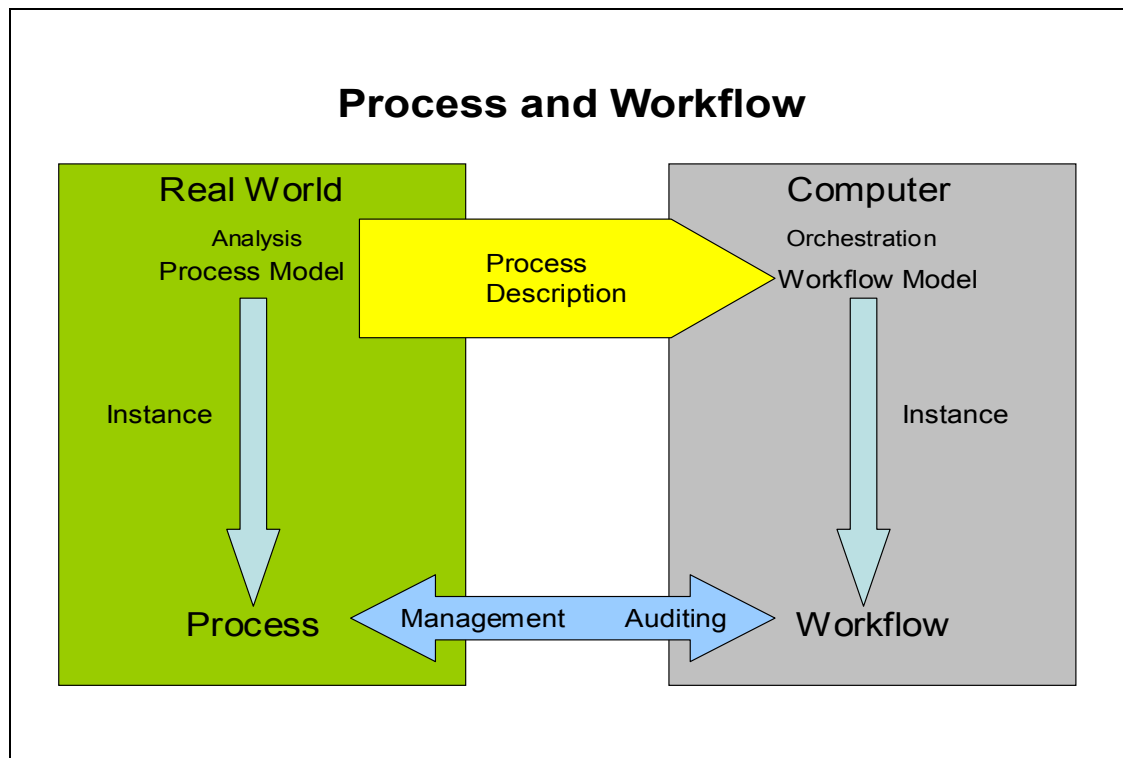 Process and Workflow
Real World
Analysis
Process Model
Instance
Process
Process
Description
Management
Auditing
Computer
Orchestration
Workflow Model
Instance
Workflow